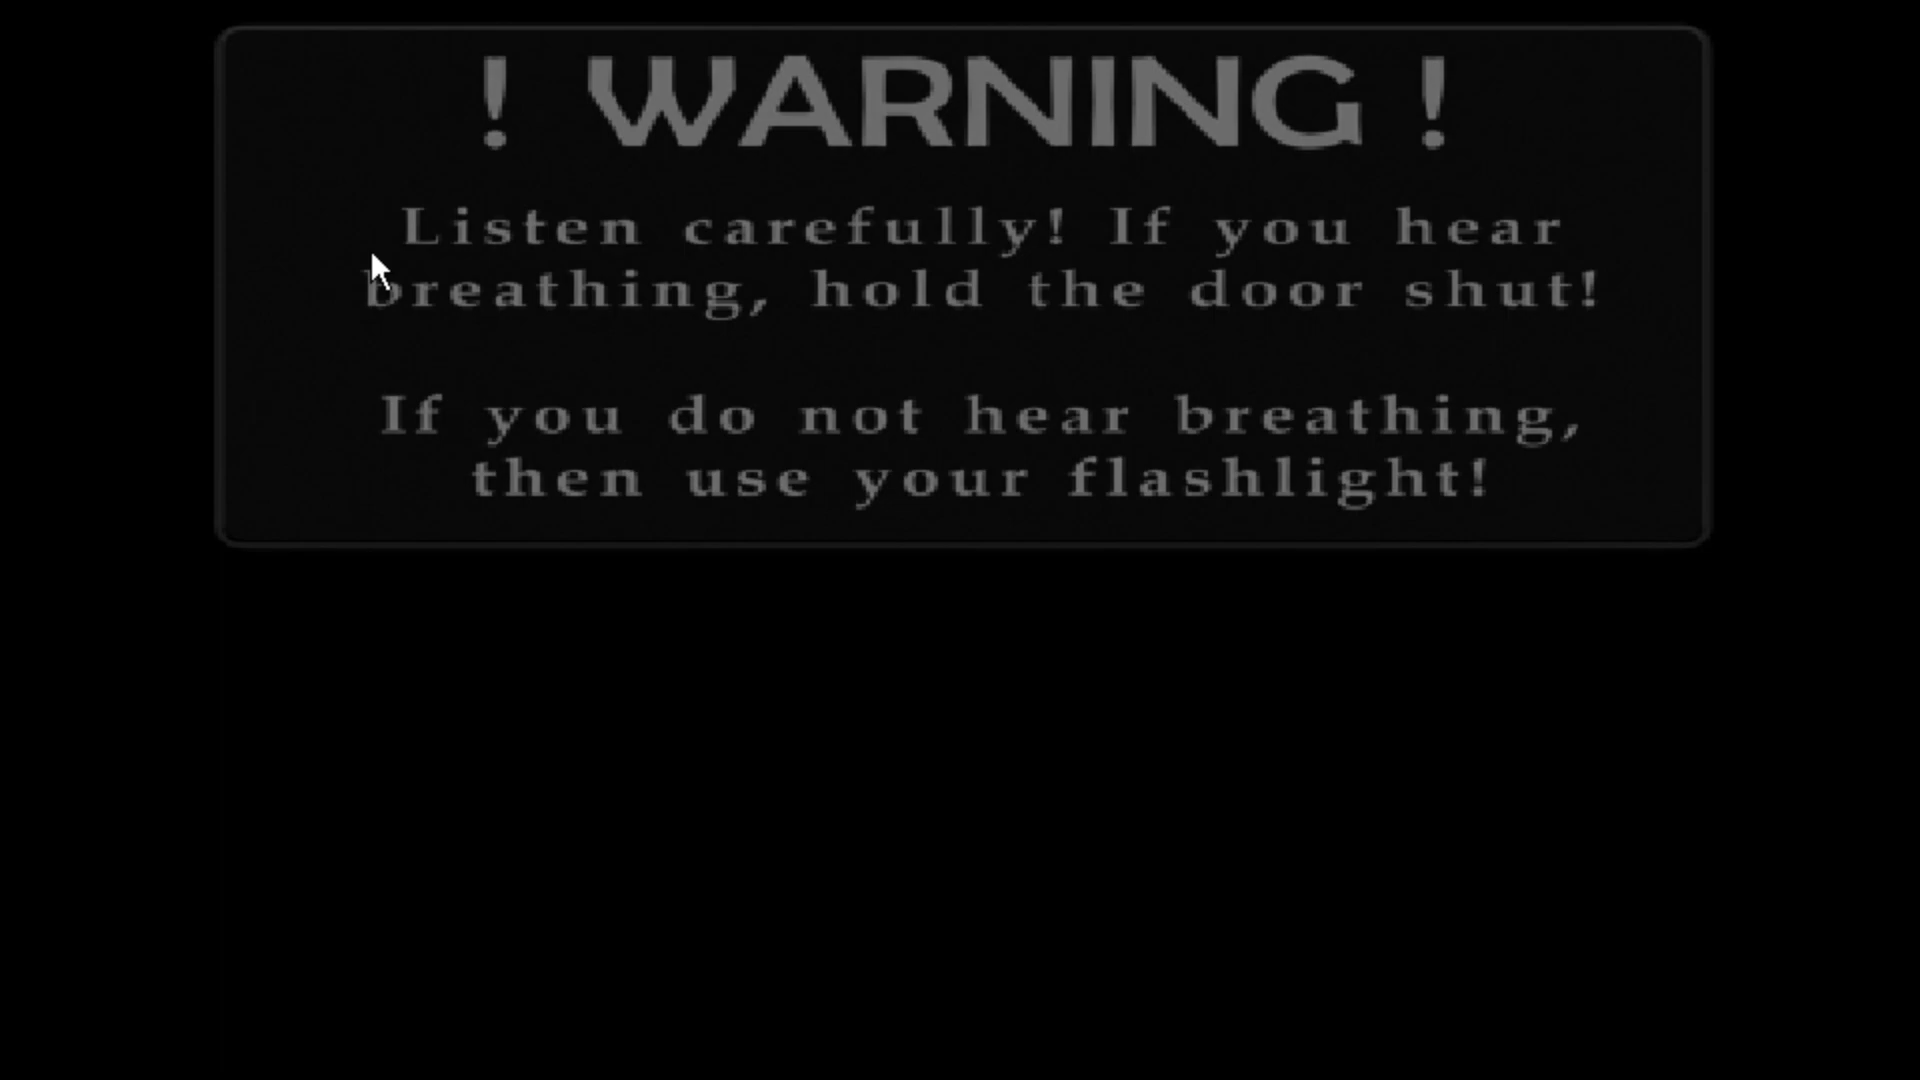 ! WARNING !
Listen carefully! If you hear
breathing, hold the door shut!
If you do not hear breathing,
then use your flashlight!